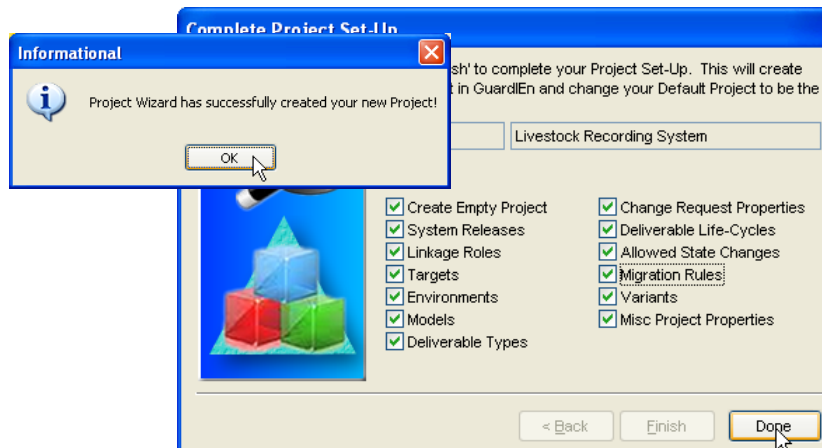 Complete Project Set-Up
Informational
Project Wizard has successfully created your new Project!
OK
sh' to complete your Project Set-Up. This will create
t in GuardIEn and change your Default Project to be the
Livestock Recording System
Create Empty Project
System Releases
Linkage Roles
Targets
Environments
Models
Deliverable Types
Change Request Properties
Deliverable Life-Cycles
Allowed State Changes
Migration Rules
Variants
Misc Project Properties
< Back
Finish
Done